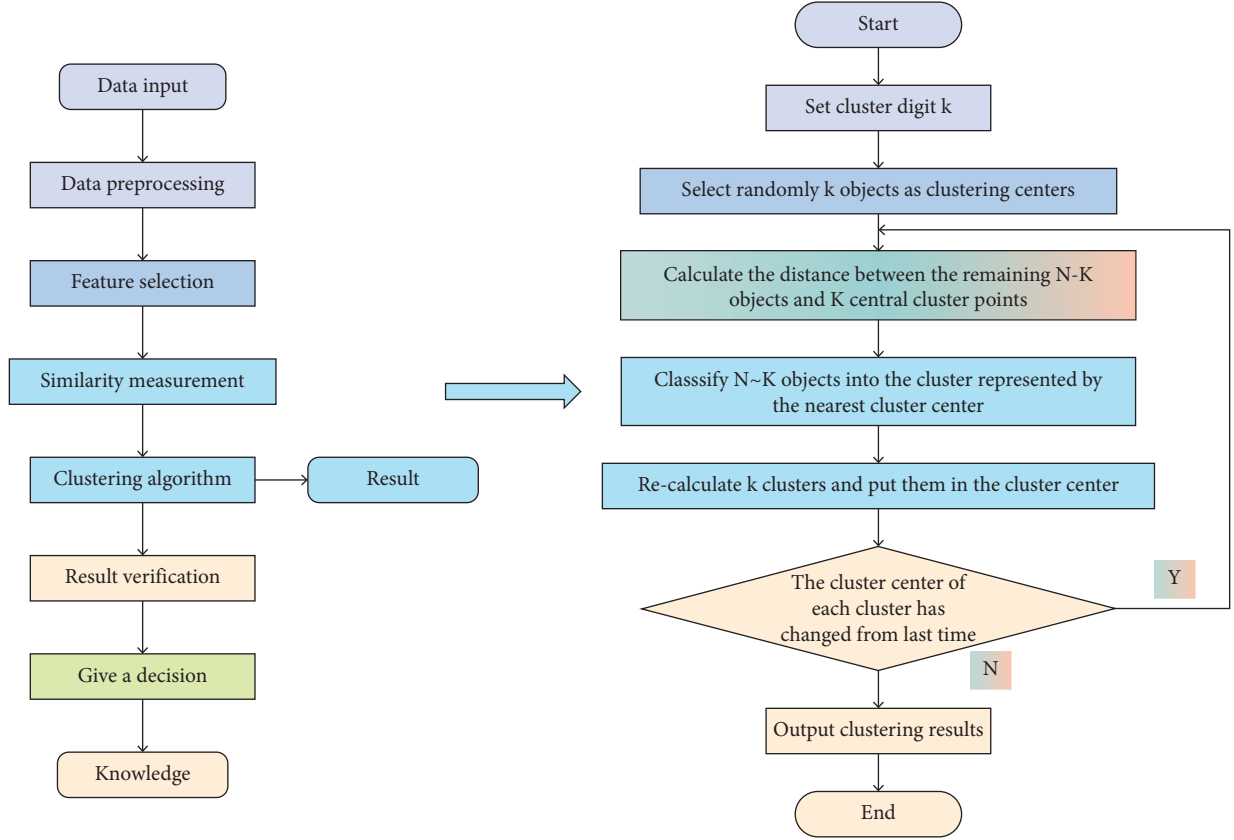 Data input
Data preprocessing
Feature selection
Similarity measurement
Clustering algorithm
Result
Result verification
Give a decision
Knowledge
Start
Set cluster digit k
Select randomly k objects as clustering centers
Calculate the distance between the remaining N-K
objects and K central cluster points
Classsify N~K objects into the cluster represented by
the nearest cluster center
Re-calculate k clusters and put them in the cluster center
The cluster center of
each cluster has
changed from last time
Y
N
Output clustering results
End